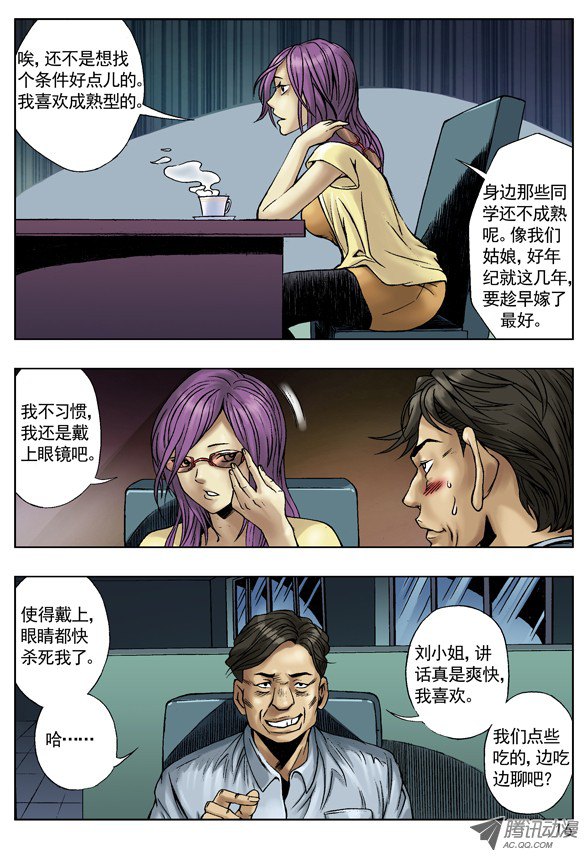 唉，还不是想找
个条件好点儿的。
我喜欢成熟型的。
身边那些同
学还不成熟
呢。像我们
姑娘，好年
纪就这几年，
要趁早嫁了
最好。
我不习惯，
我还是戴
上眼镜吧。
使得戴上，
眼睛都快
杀死我了。
哈……
刘小姐，讲
话真是爽快，
我喜欢。
我们点些
吃的，边吃
边聊吧？
15
腾讯动漫
AC.QQ.COM